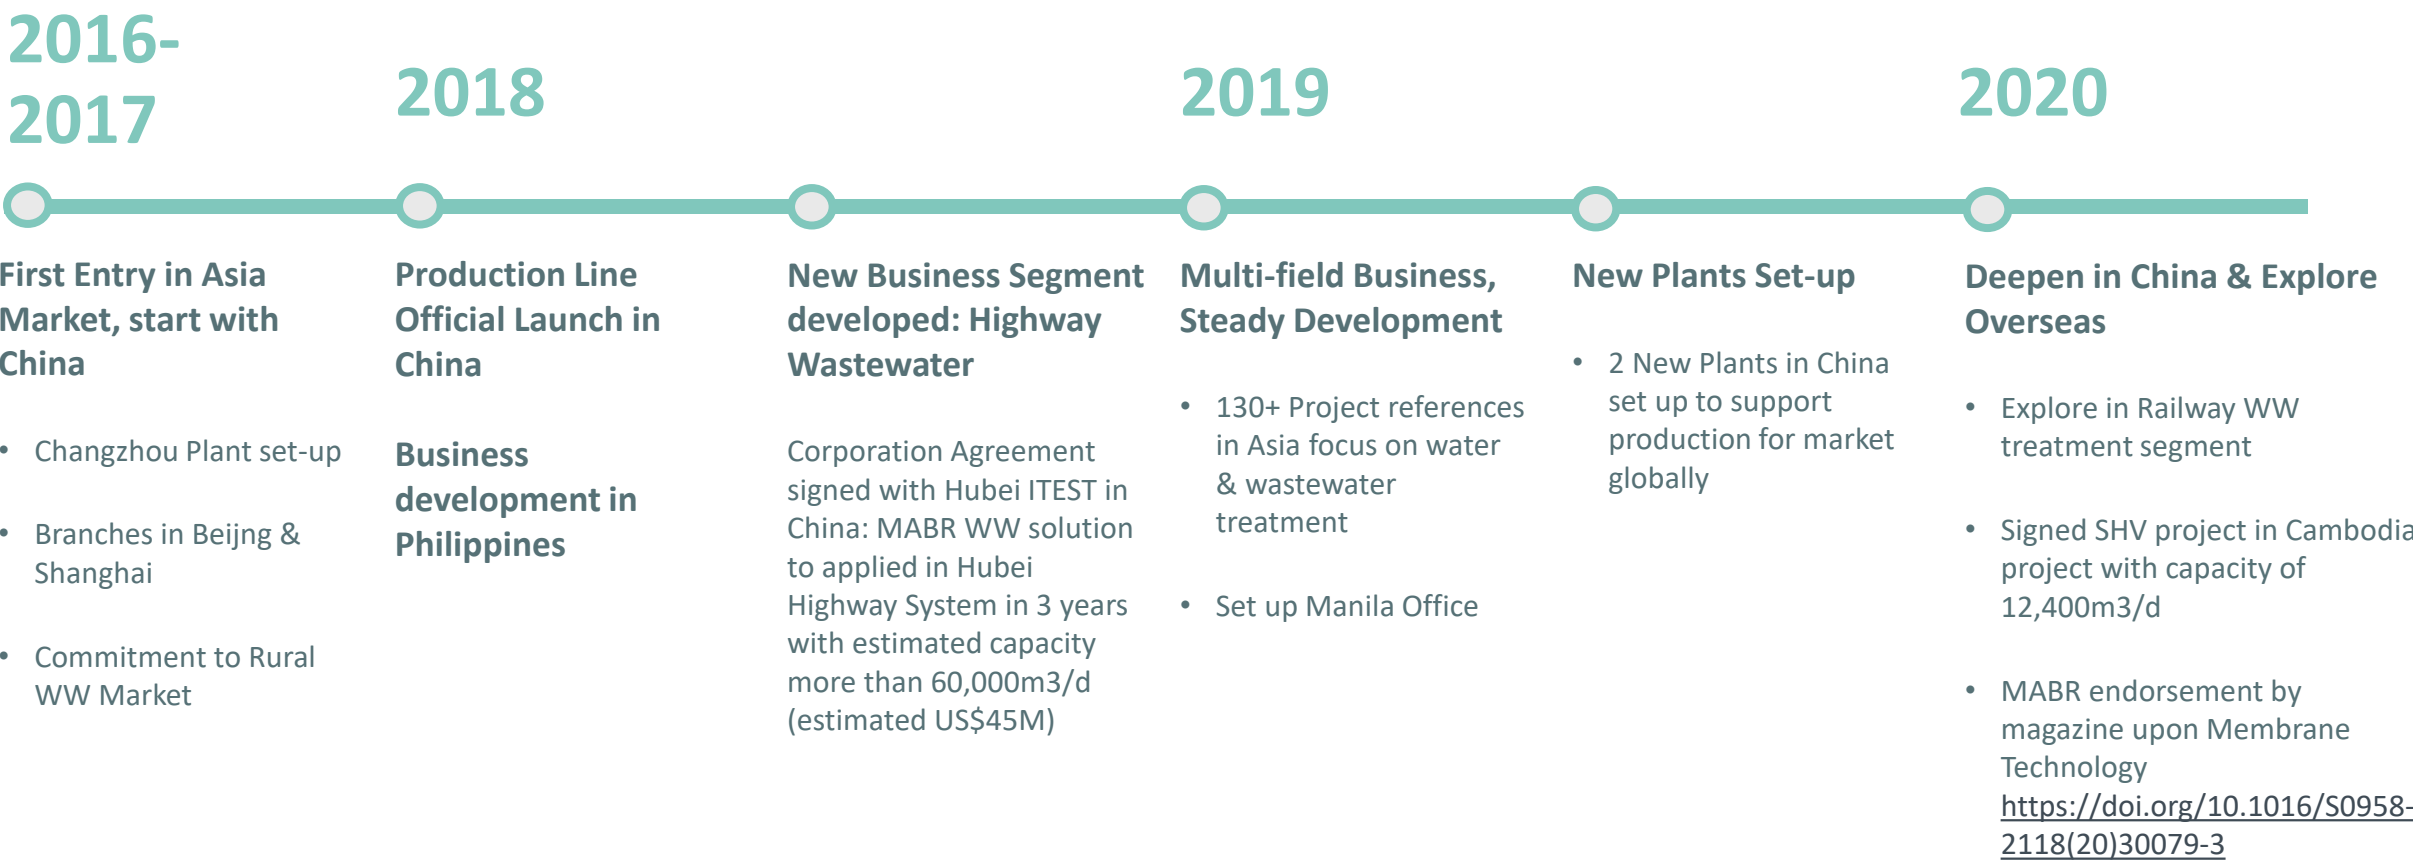 2016-
2017
2018
2019
2020
First Entry in Asia
Market, start with
China
• Changzhou Plant set-up
• Branches in Beijng &
Shanghai
• Commitment to Rural
WW Market
Production Line
Official Launch in
China
Business
development in
Philippines
New Business Segment
developed: Highway
Wastewater
Corporation Agreement
signed with Hubei ITEST in
China: MABR WW solution
to applied in Hubei
Highway System in 3 years
with estimated capacity
more than 60,000m3/d
(estimated US$45M)
Multi-field Business,
Steady Development
• 130+ Project references
in Asia focus on water
& wastewater
treatment
• Set up Manila Office
New Plants Set-up
• 2 New Plants in China
set up to support
production for market
globally
Deepen in China & Explore
Overseas
• Explore in Railway WW
treatment segment
• Signed SHV project in Cambodia
project with capacity of
12,400m3/d
• MABR endorsement by
magazine upon Membrane
Technology
https://doi.org/10.1016/S0958-
2118(20)30079-3